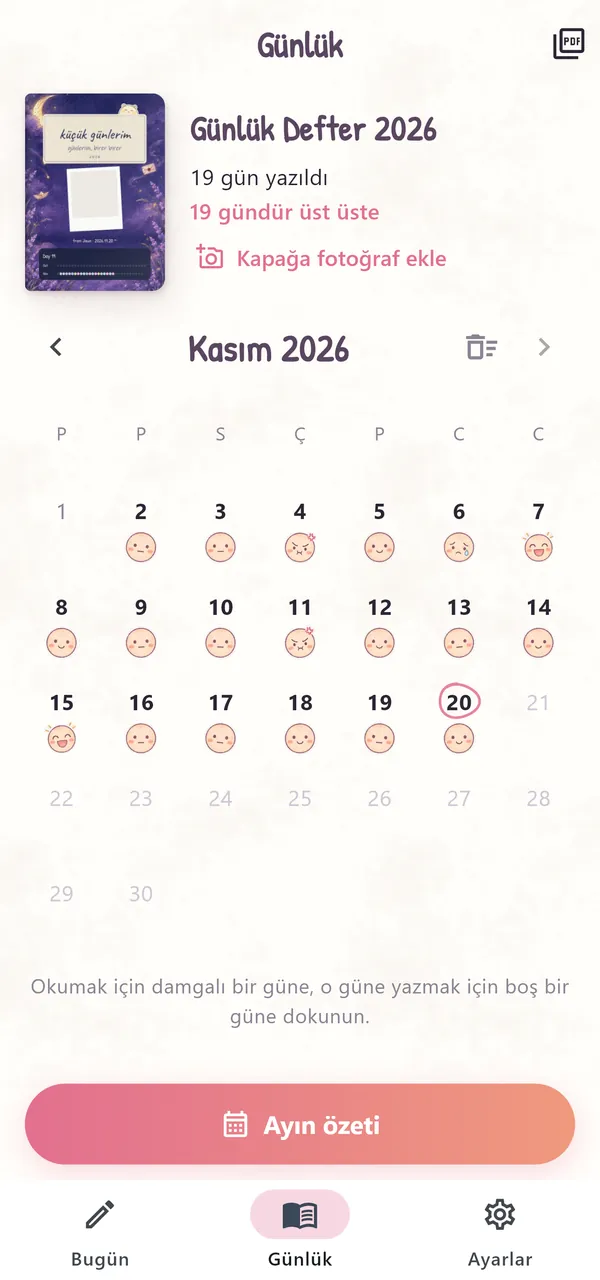 Günlük
PDF
küçük günlerim
günlerim, birer birer
Günlük Defter 2026
19 gün yazıldı
19 gündür üst üste
Kapağa fotoğraf ekle
Kasım 2026
P P S Ç P C C
1 2 3 4 5 6 7
8 9 10 11 12 13 14
15 16 17 18 19 20 21
22 23 24 25 26 27 28
29 30
Okumak için damgalı bir güne, o güne yazmak için boş bir
güne dokunun.
Ayın özeti
Bugün Günlük Ayarlar